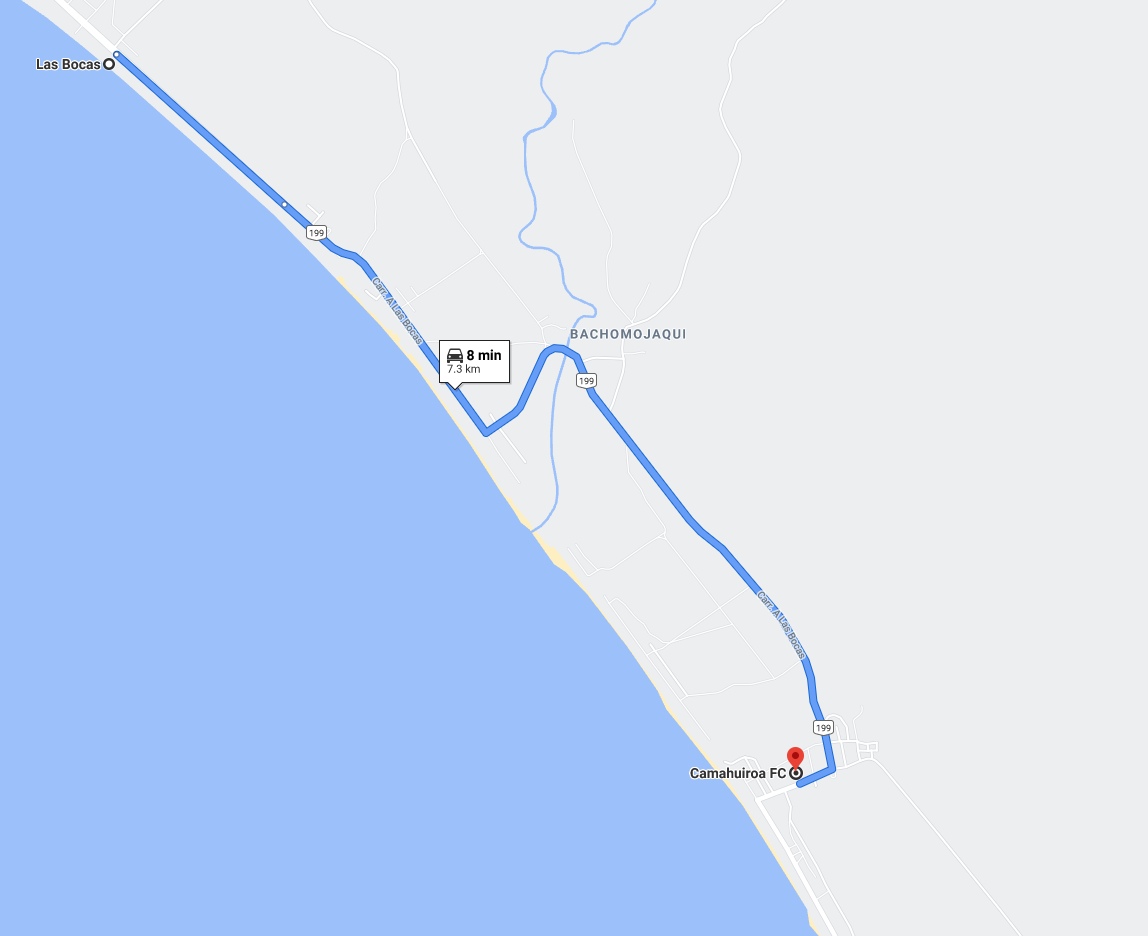 Las Bocas
199
Carr. A Las Bocas
BACHOMOJAQUI
8 min
7.3 km
199
Carr. A Las Bocas
199
Camahuiroa FC